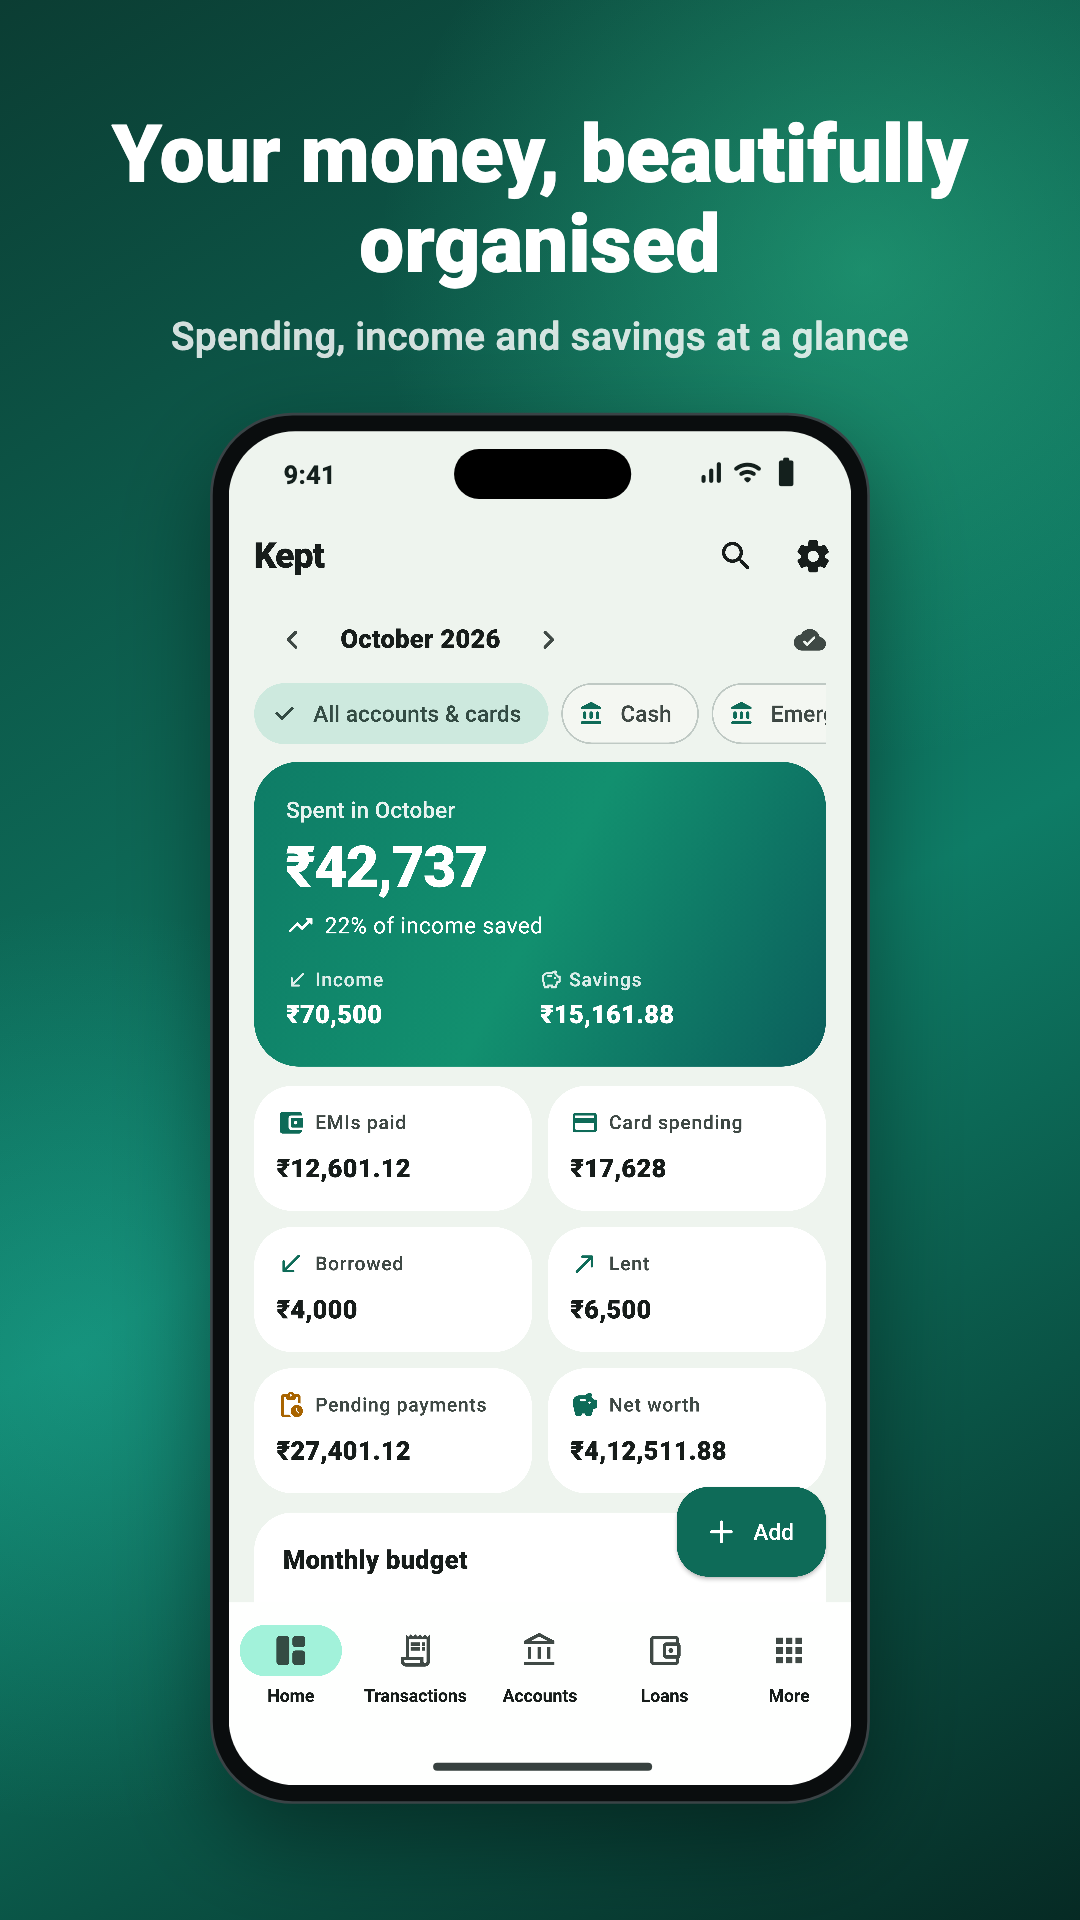 Your money, beautifully
organised
Spending, income and savings at a glance
9:41
Kept
October 2026
All accounts & cards
Cash
Emerg
Spent in October
₹42,737
22% of income saved
Income
Savings
₹70,500
₹15,161.88
EMIs paid
Card spending
₹12,601.12
₹17,628
Borrowed
Lent
₹4,000
₹6,500
Pending payments
Net worth
₹27,401.12
₹4,12,511.88
Add
Monthly budget
Home
Transactions
Accounts
Loans
More